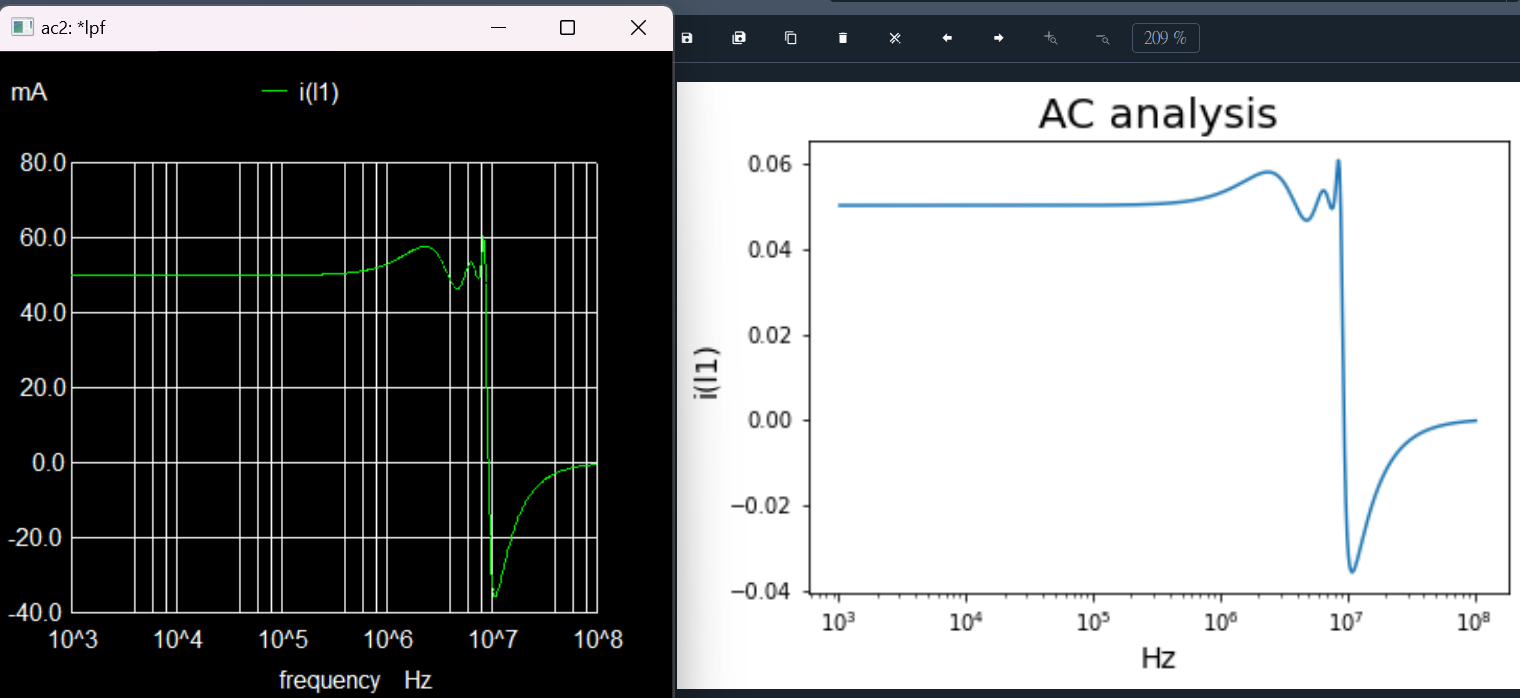 ac2: *lpf
mA
i(l1)
80.0
60.0
40.0
20.0
0.0
-20.0
-40.0
10^3 10^4 10^5 10^6 10^7 10^8
frequency Hz
209 %
AC analysis
0.06
0.04
0.02
0.00
−0.02
−0.04
i(l1)
10³ 10⁴ 10⁵ 10⁶ 10⁷ 10⁸
Hz